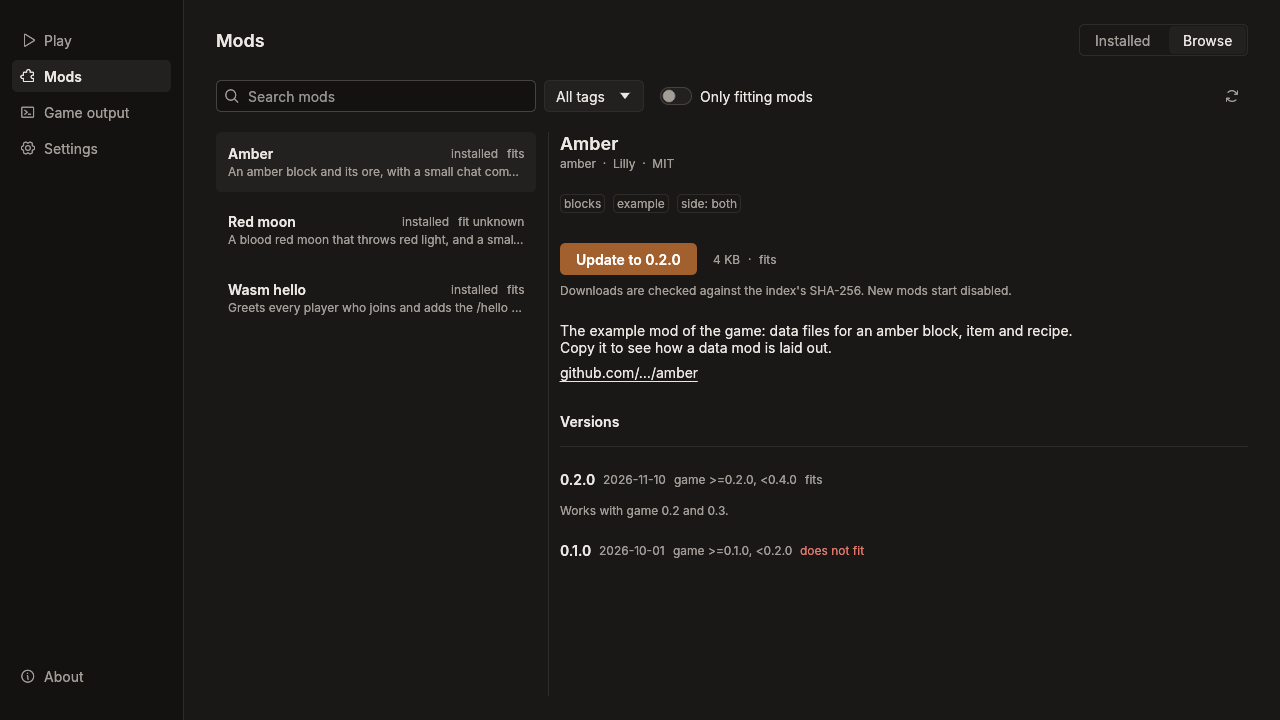 Play
Mods
Game output
Settings
About
Mods
Installed
Browse
Search mods
All tags
Only fitting mods
Amber
installed fits
An amber block and its ore, with a small chat com...
Red moon
installed fit unknown
A blood red moon that throws red light, and a smal...
Wasm hello
installed fits
Greets every player who joins and adds the /hello ...
Amber
amber · Lilly · MIT
blocks example side: both
Update to 0.2.0
4 KB · fits
Downloads are checked against the index's SHA-256. New mods start disabled.
The example mod of the game: data files for an amber block, item and recipe.
Copy it to see how a data mod is laid out.
github.com/.../amber
Versions
0.2.0 2026-11-10 game >=0.2.0, <0.4.0 fits
Works with game 0.2 and 0.3.
0.1.0 2026-10-01 game >=0.1.0, <0.2.0 does not fit